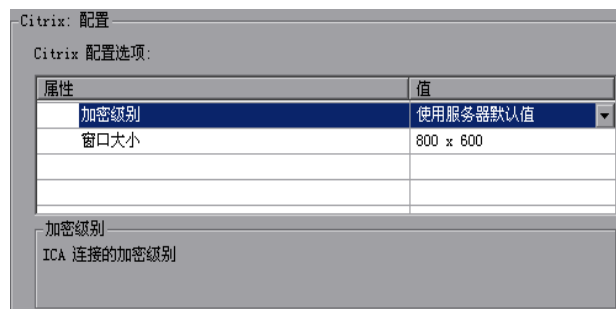 Citrix: 配置
Citrix 配置选项:
属性 值
加密级别 使用服务器默认值
窗口大小 800 x 600
加密级别
ICA 连接的加密级别